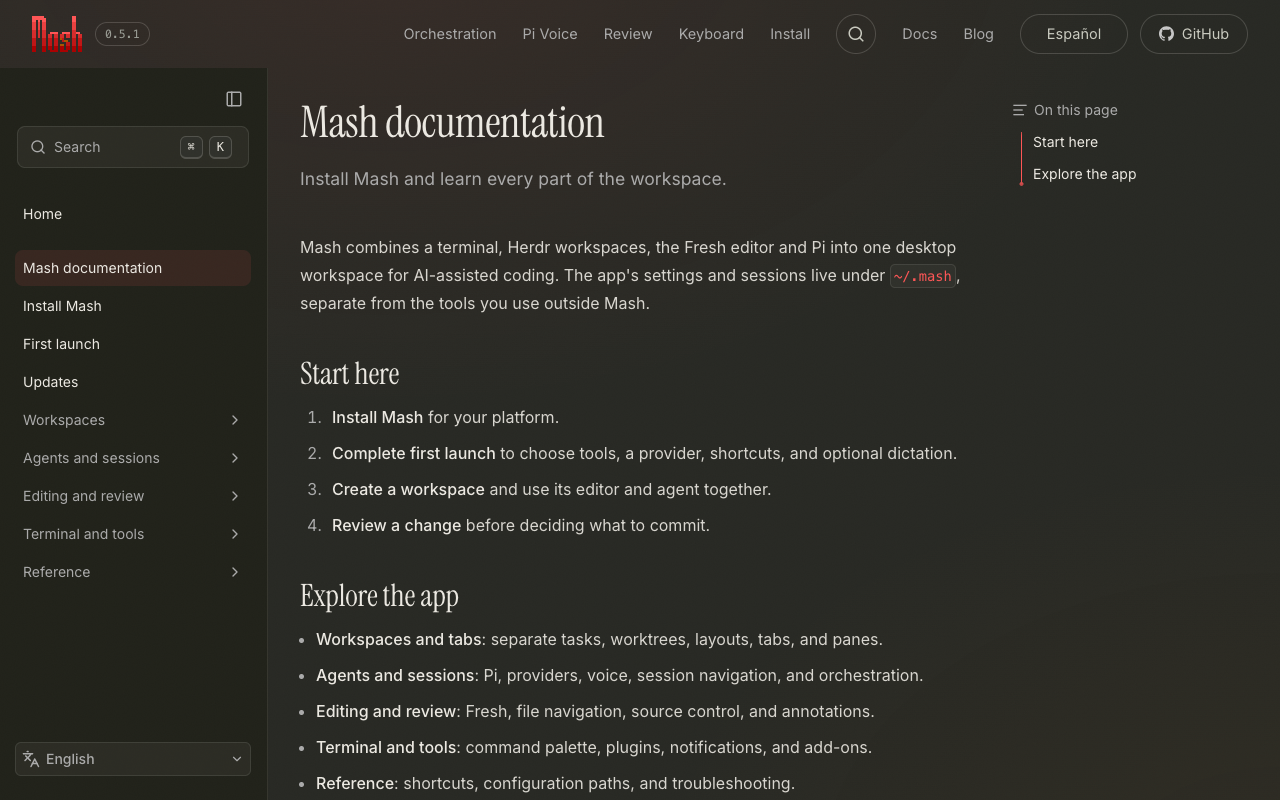 Mash 0.5.1 Orchestration Pi Voice Review Keyboard Install Docs Blog Español GitHub
Search ⌘ K
Home
Mash documentation
Install Mash
First launch
Updates
Workspaces
Agents and sessions
Editing and review
Terminal and tools
Reference
English
Mash documentation
Install Mash and learn every part of the workspace.
Mash combines a terminal, Herdr workspaces, the Fresh editor and Pi into one desktop
workspace for AI-assisted coding. The app's settings and sessions live under ~/.mash,
separate from the tools you use outside Mash.
Start here
1. Install Mash for your platform.
2. Complete first launch to choose tools, a provider, shortcuts, and optional dictation.
3. Create a workspace and use its editor and agent together.
4. Review a change before deciding what to commit.
Explore the app
• Workspaces and tabs: separate tasks, worktrees, layouts, tabs, and panes.
• Agents and sessions: Pi, providers, voice, session navigation, and orchestration.
• Editing and review: Fresh, file navigation, source control, and annotations.
• Terminal and tools: command palette, plugins, notifications, and add-ons.
• Reference: shortcuts, configuration paths, and troubleshooting.
On this page
Start here
Explore the app